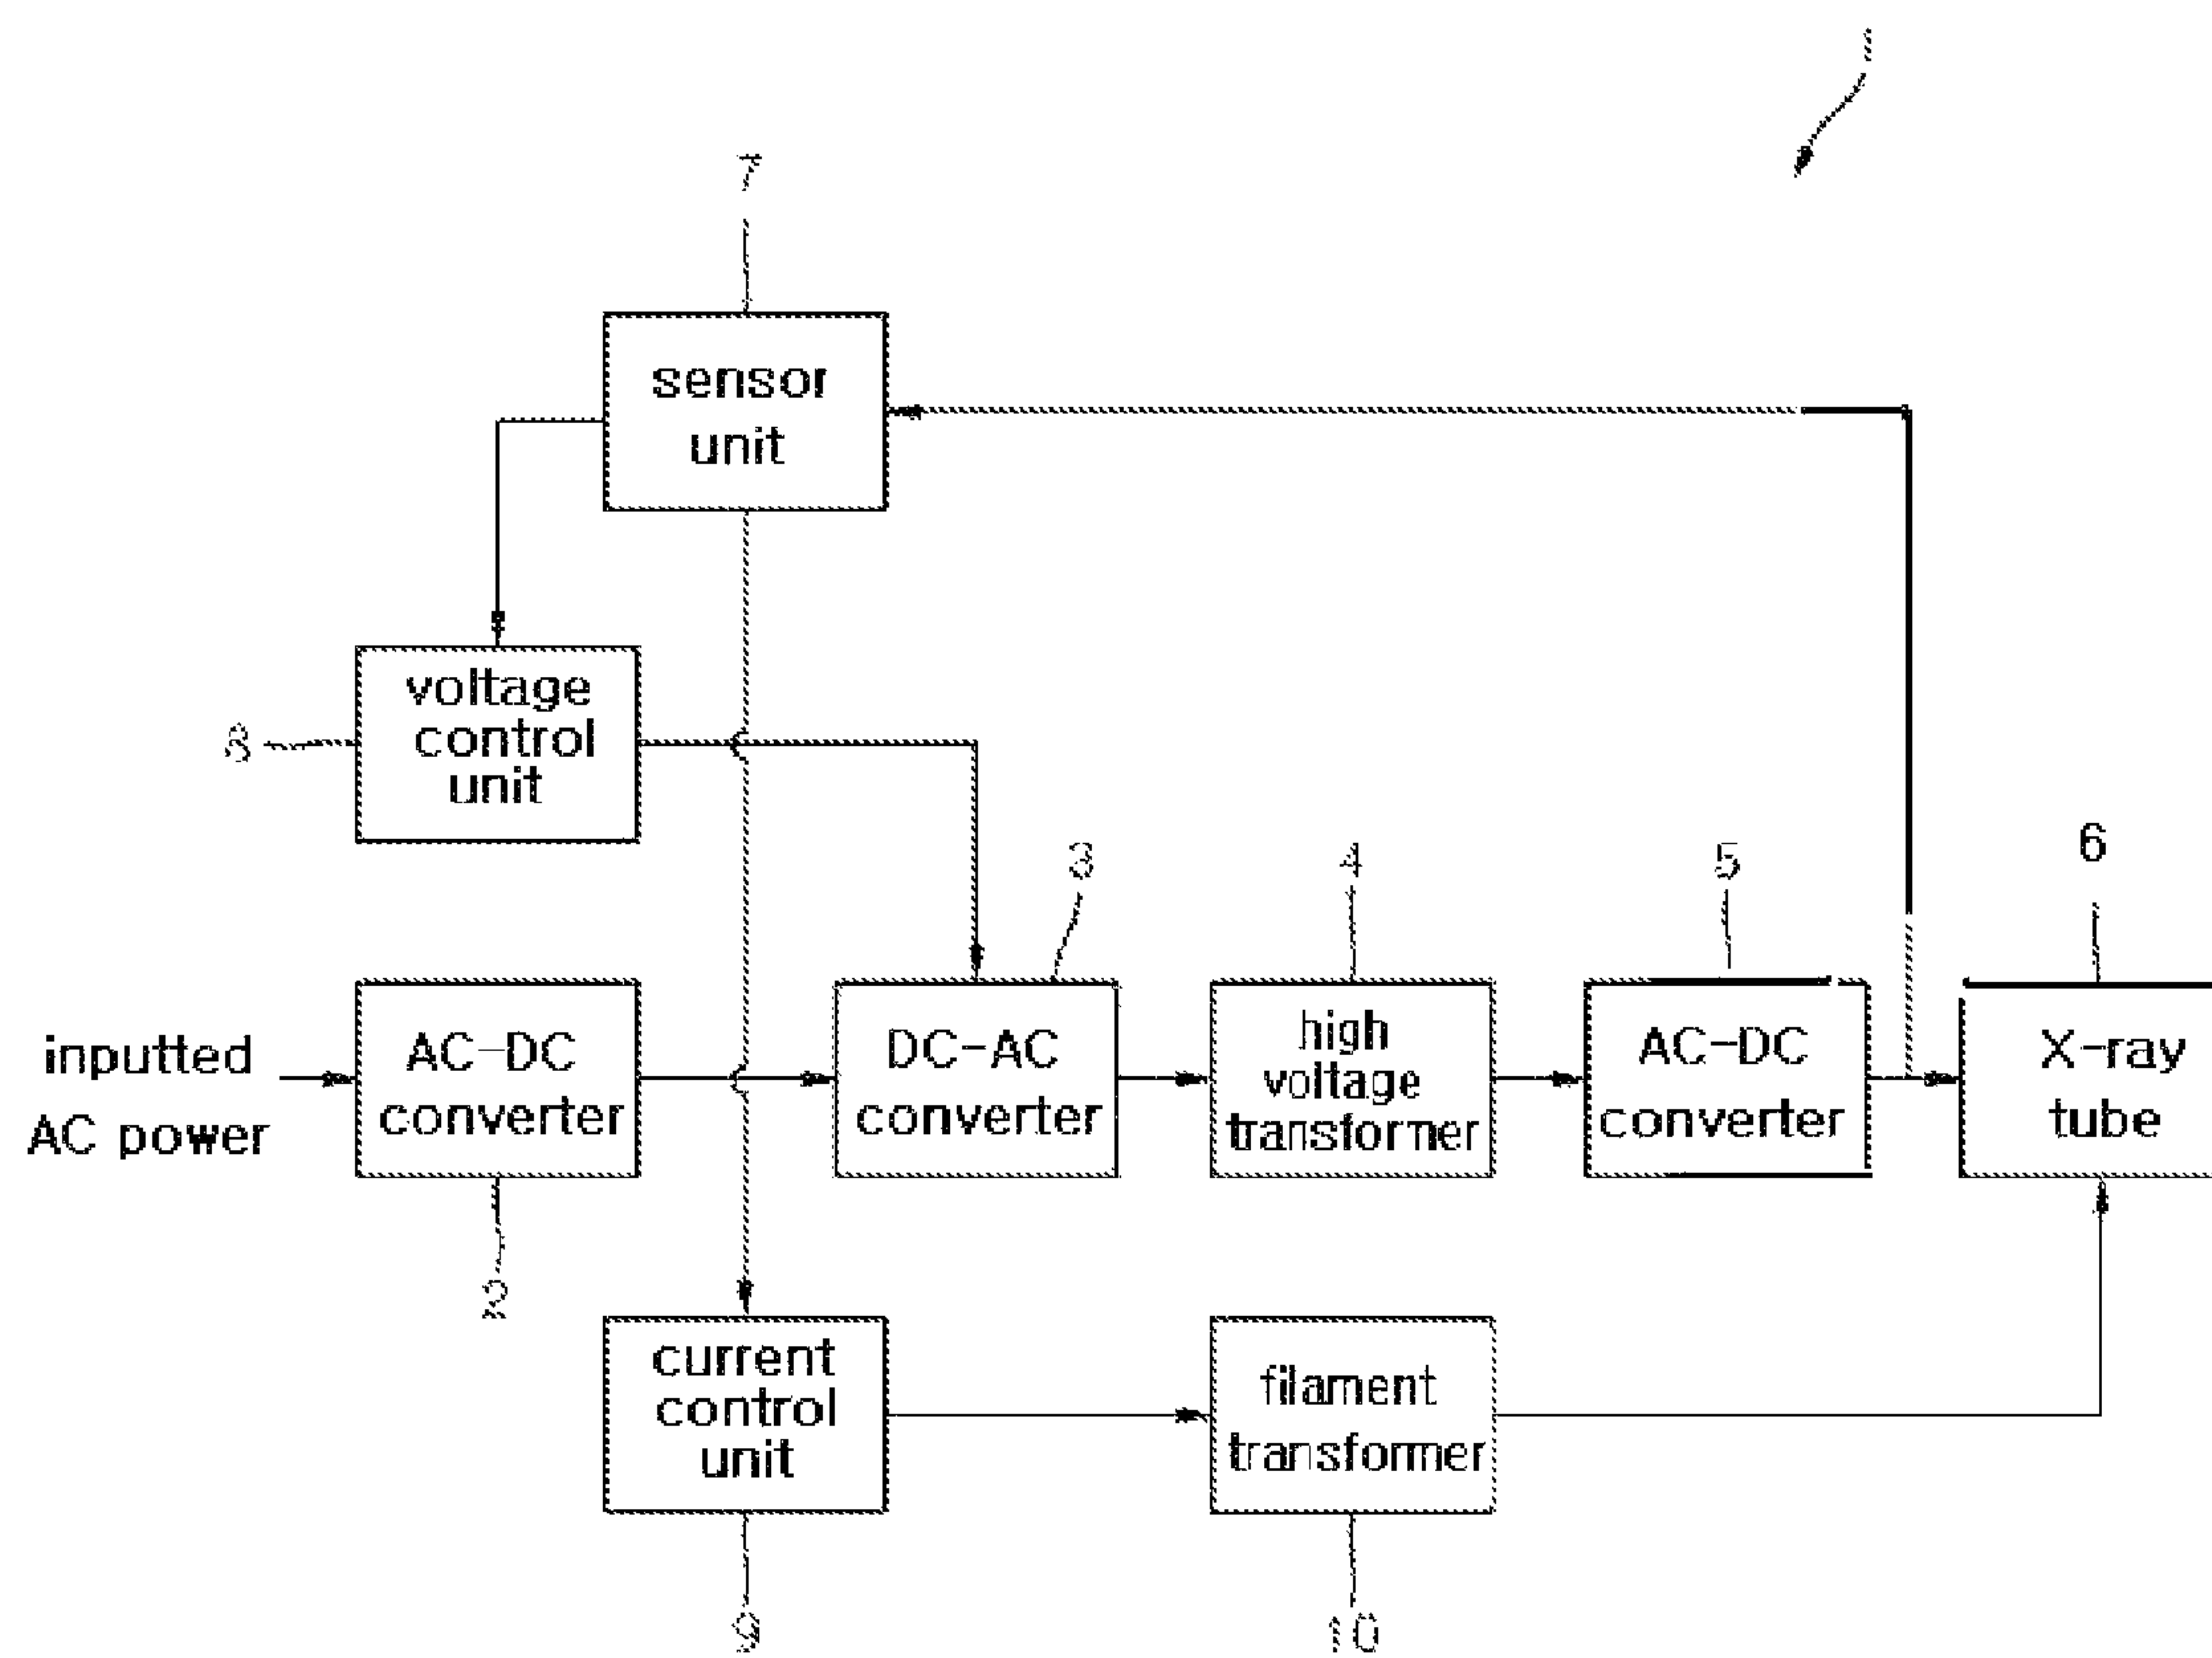 1
7
sensor
unit
voltage
control
unit
8
3
4
5
6
inputted
AC power
AC-DC
converter
DC-AC
converter
high
voltage
transformer
AC-DC
converter
X-ray
tube
2
current
control
unit
filament
transformer
9
10